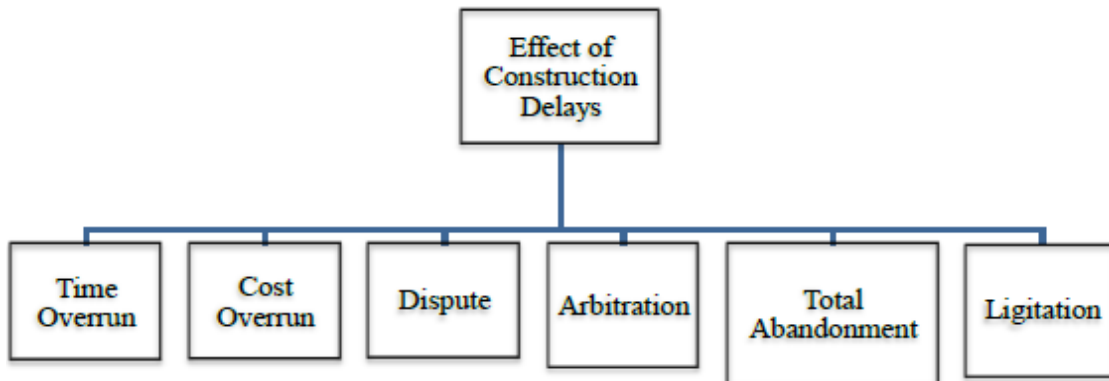 Effect of
Construction
Delays
Time
Overrun
Cost
Overrun
Dispute
Arbitration
Total
Abandonment
Ligitation